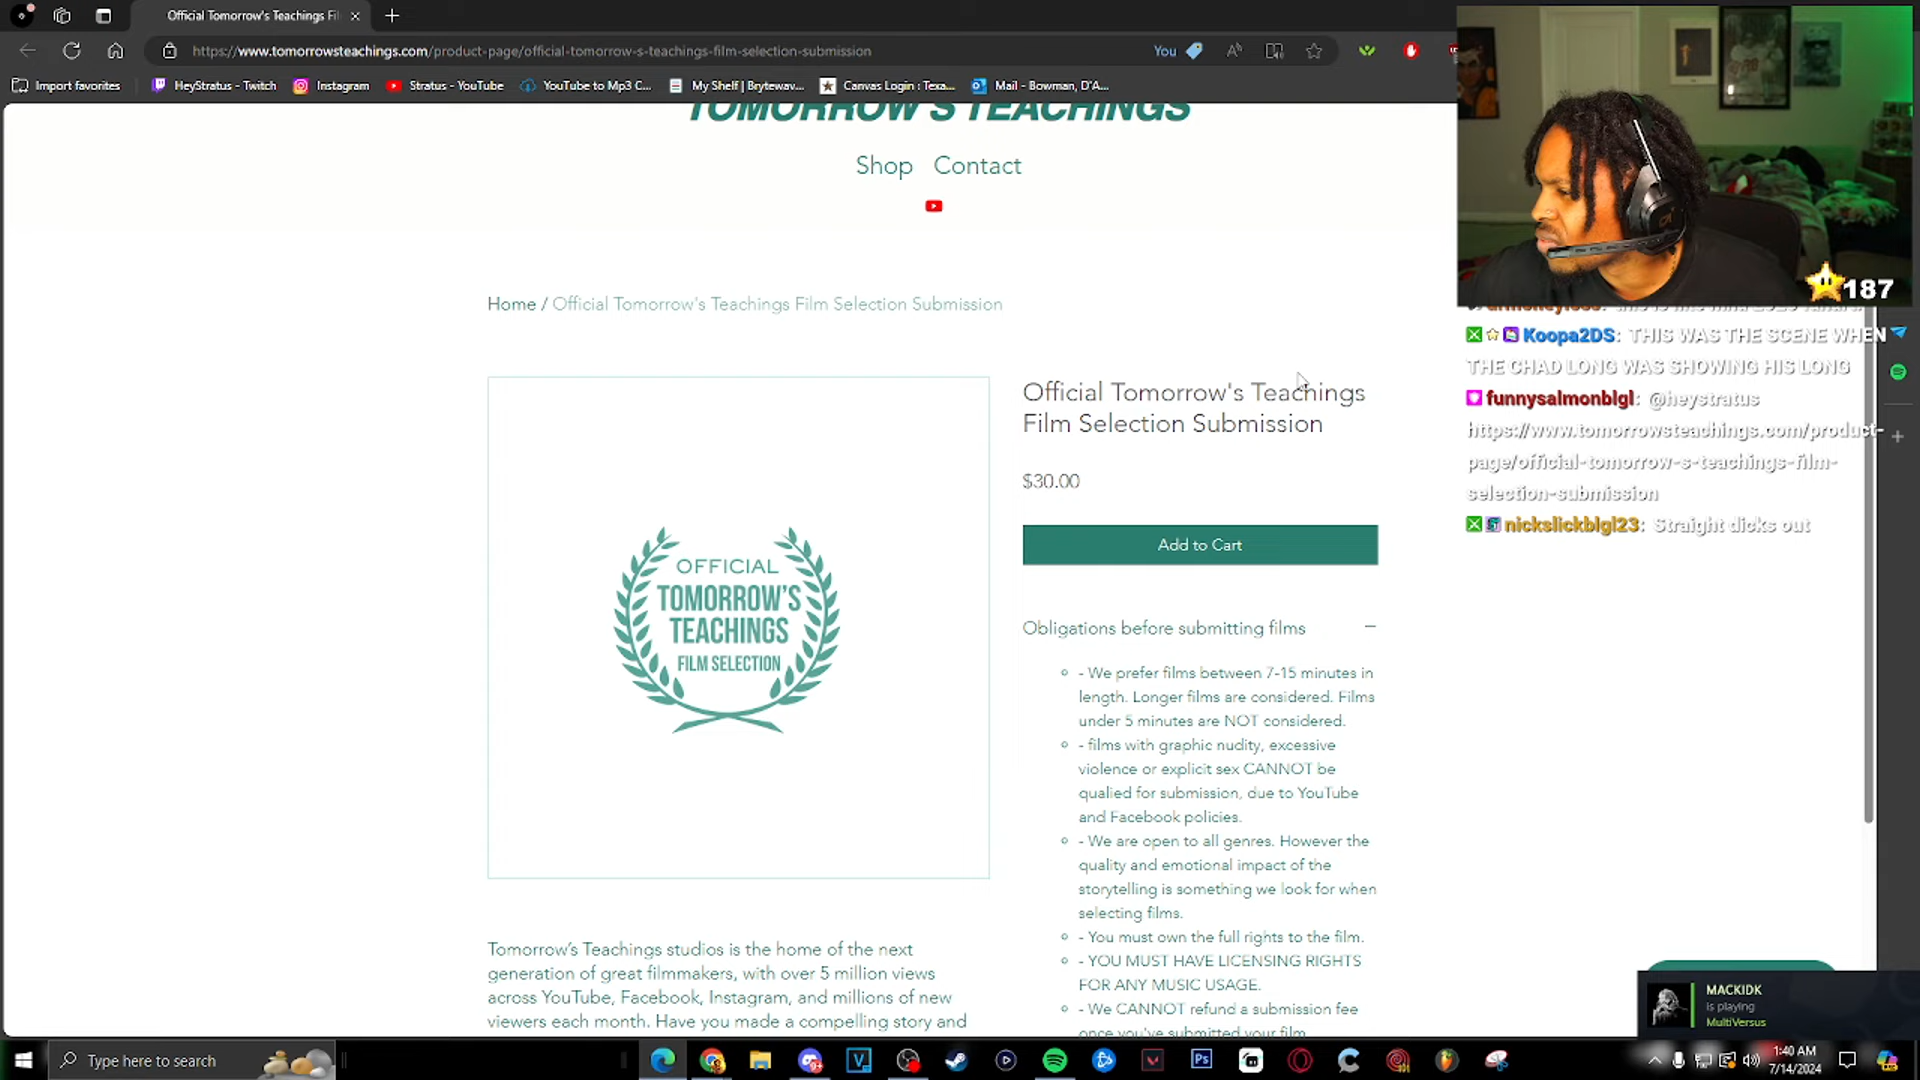 Official Tomorrow's Teachings Fi
https://www.tomorrowsteachings.com/product-page/official-tomorrow-s-teachings-film-selection-submission
You
Import favorites
HeyStratus - Twitch
Instagram
Stratus - YouTube
YouTube to Mp3 C...
My Shelf | Brytewav...
Canvas Login : Texa...
Mail - Bowman, D'A...
TOMORROW'S TEACHINGS
Shop Contact
187
Koopa2DS: THIS WAS THE SCENE WHEN
THE CHAD LONG WAS SHOWING HIS LONG
funnysalmonblgl: @heystratus
https://www.tomorrowsteachings.com/product-
page/official-tomorrow-s-teachings-film-
selection-submission
nickslickblgl23: Straight dicks out
Home / Official Tomorrow's Teachings Film Selection Submission
OFFICIAL
TOMORROW'S
TEACHINGS
FILM SELECTION
Official Tomorrow's Teachings
Film Selection Submission
$30.00
Add to Cart
Obligations before submitting films
- We prefer films between 7-15 minutes in
length. Longer films are considered. Films
under 5 minutes are NOT considered.
- films with graphic nudity, excessive
violence or explicit sex CANNOT be
qualied for submission, due to YouTube
and Facebook policies.
- We are open to all genres. However the
quality and emotional impact of the
storytelling is something we look for when
selecting films.
- You must own the full rights to the film.
- YOU MUST HAVE LICENSING RIGHTS
FOR ANY MUSIC USAGE.
- We CANNOT refund a submission fee
once you've submitted your film
Tomorrow's Teachings studios is the home of the next
generation of great filmmakers, with over 5 million views
across YouTube, Facebook, Instagram, and millions of new
viewers each month. Have you made a compelling story and
MACKIDK
is playing
MultiVersus
Type here to search
1:40 AM
7/14/2024